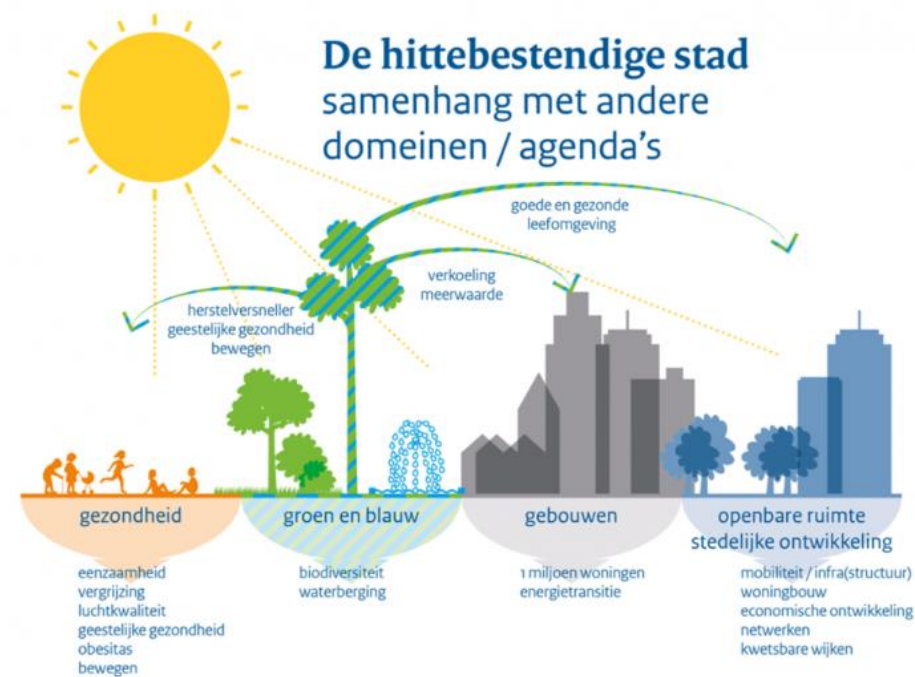 De hittebestendige stad
samenhang met andere
domeinen / agenda's
goede en gezonde
leefomgeving
verkoeling
meerwaarde
herstelversneller
geestelijke gezondheid
bewegen
gezondheid
eenzaamheid
vergrijzing
luchtkwaliteit
geestelijke gezondheid
obesitas
bewegen
groen en blauw
biodiversiteit
waterberging
gebouwen
1 miljoen woningen
energietransitie
openbare ruimte
stedelijke ontwikkeling
mobiliteit / infra(structuur)
woningbouw
economische ontwikkeling
netwerken
kwetsbare wijken